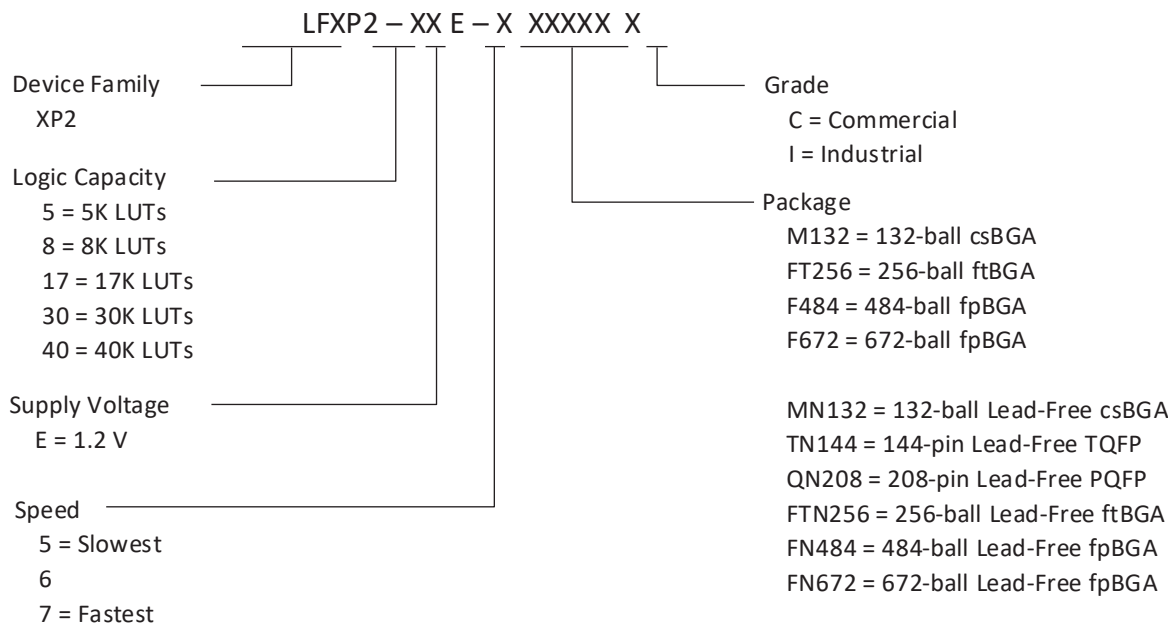 LFXP2 – XX E – X XXXXX X
Device Family
XP2
Logic Capacity
5 = 5K LUTs
8 = 8K LUTs
17 = 17K LUTs
30 = 30K LUTs
40 = 40K LUTs
Supply Voltage
E = 1.2 V
Speed
5 = Slowest
6
7 = Fastest
Grade
C = Commercial
I = Industrial
Package
M132 = 132-ball csBGA
FT256 = 256-ball ftBGA
F484 = 484-ball fpBGA
F672 = 672-ball fpBGA
MN132 = 132-ball Lead-Free csBGA
TN144 = 144-pin Lead-Free TQFP
QN208 = 208-pin Lead-Free PQFP
FTN256 = 256-ball Lead-Free ftBGA
FN484 = 484-ball Lead-Free fpBGA
FN672 = 672-ball Lead-Free fpBGA